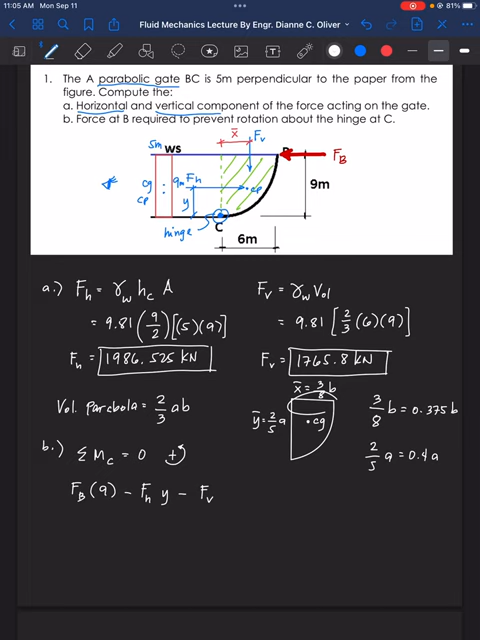 11:05 AM Mon Sep 11
81%
Fluid Mechanics Lecture By Engr. Dianne C. Oliver
1. The A parabolic gate BC is 5m perpendicular to the paper from the
figure. Compute the:
a. Horizontal and vertical component of the force acting on the gate.
b. Force at B required to prevent rotation about the hinge at C.
x̄ Fv
5m WS
FB
cg : 9m Fh
cp
cp
y
9m
hinge
C
6m
a.) Fh = γw hc A
= 9.81 (9/2) [(5)(9)]
Fh = 1986.525 KN
Fv = γw Vol
= 9.81 [2/3 (6)(9)]
Fv = 1765.8 KN
Vol. parabola = 2/3 ab
x̄ = 3/8 b
ȳ = 2/5 a
cg
3/8 b = 0.375 b
2/5 a = 0.4 a
b.) Σ Mc = 0 +
FB (9) − Fh y − Fv